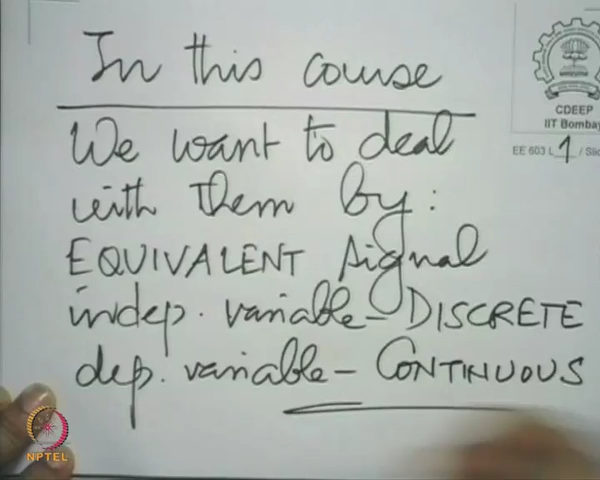 In this course
We want to deal
with them by:
EQUIVALENT signal
indep. variable - DISCRETE
dep. variable - CONTINUOUS
CDEEP
IIT Bombay
EE 603 L 1 / Slid
NPTEL